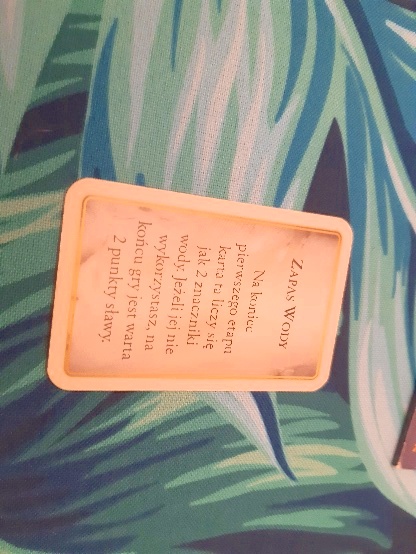 ZAPAS WODY
Na koniec
pierwszego etapu
karta ta liczy się
jak 2 znaczniki
wody. Jeżeli jej nie
wykorzystasz, na
końcu gry jest warta
2 punkty sławy.